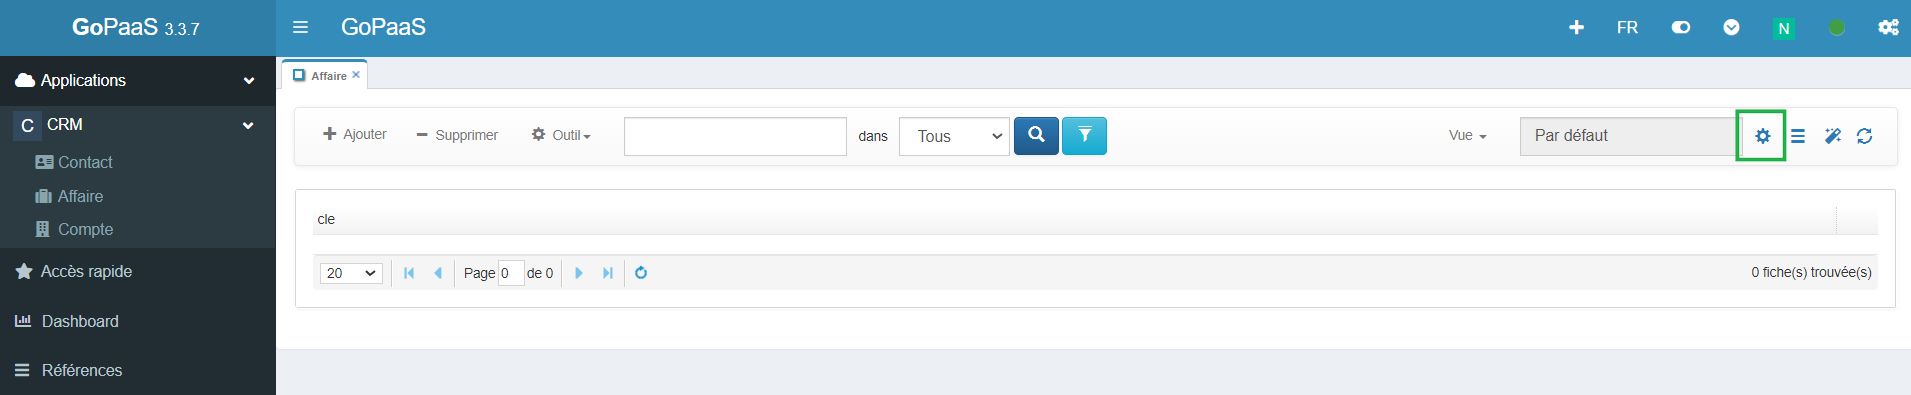 GoPaaS 3.3.7
GoPaaS
FR
N
Applications
Affaire
C CRM
Ajouter
Supprimer
Outil
dans
Tous
Vue
Par défaut
Contact
Affaire
Compte
cle
Accès rapide
20
Page 0 de 0
0 fiche(s) trouvée(s)
Dashboard
Références